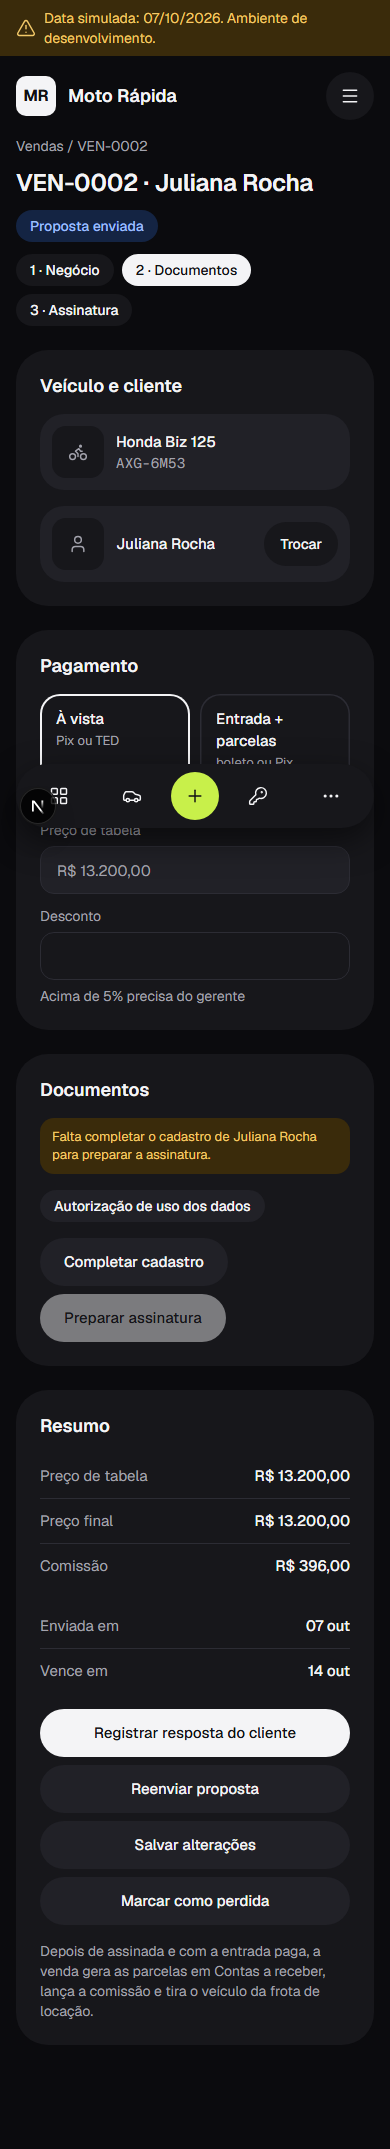 Data simulada: 07/10/2026. Ambiente de
desenvolvimento.
MR
Moto Rápida
Vendas / VEN-0002
VEN-0002 · Juliana Rocha
Proposta enviada
1 · Negócio
2 · Documentos
3 · Assinatura
Veículo e cliente
Honda Biz 125
AXG-6M53
Juliana Rocha
Trocar
Pagamento
À vista
Pix ou TED
Entrada +
parcelas
boleto ou Pix
N
Preço de tabela
R$ 13.200,00
Desconto
Acima de 5% precisa do gerente
Documentos
Falta completar o cadastro de Juliana Rocha
para preparar a assinatura.
Autorização de uso dos dados
Completar cadastro
Preparar assinatura
Resumo
Preço de tabela R$ 13.200,00
Preço final R$ 13.200,00
Comissão R$ 396,00
Enviada em 07 out
Vence em 14 out
Registrar resposta do cliente
Reenviar proposta
Salvar alterações
Marcar como perdida
Depois de assinada e com a entrada paga, a
venda gera as parcelas em Contas a receber,
lança a comissão e tira o veículo da frota de
locação.